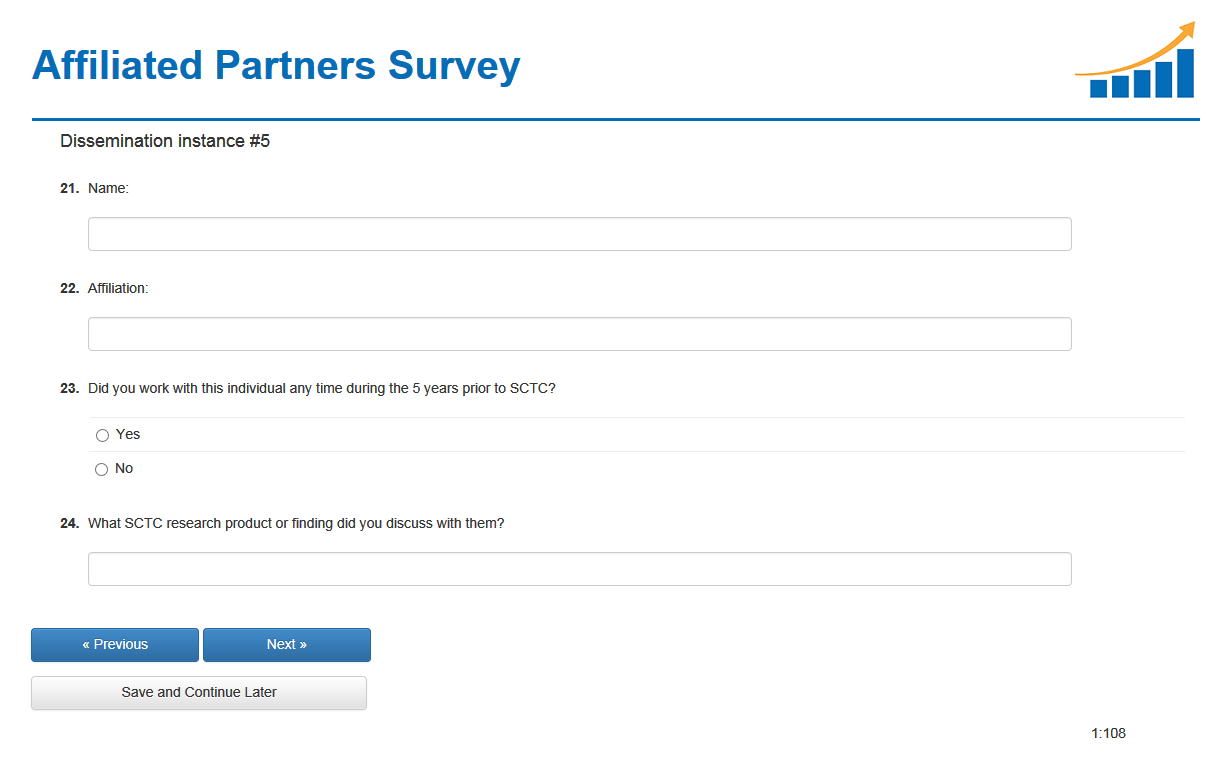 Affiliated Partners Survey
Dissemination instance #5
21. Name:
22. Affiliation:
23. Did you work with this individual any time during the 5 years prior to SCTC?
Yes
No
24. What SCTC research product or finding did you discuss with them?
« Previous
Next »
Save and Continue Later
1:108